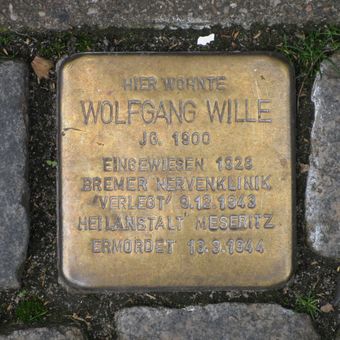 HIER WOHNTE
WOLFGANG WILLE
JG. 1900
EINGEWIESEN 1928
BREMER NERVENKLINIK
'VERLEGT' 9.12.1943
HEILANSTALT MESERITZ
ERMORDET 13.3.1944